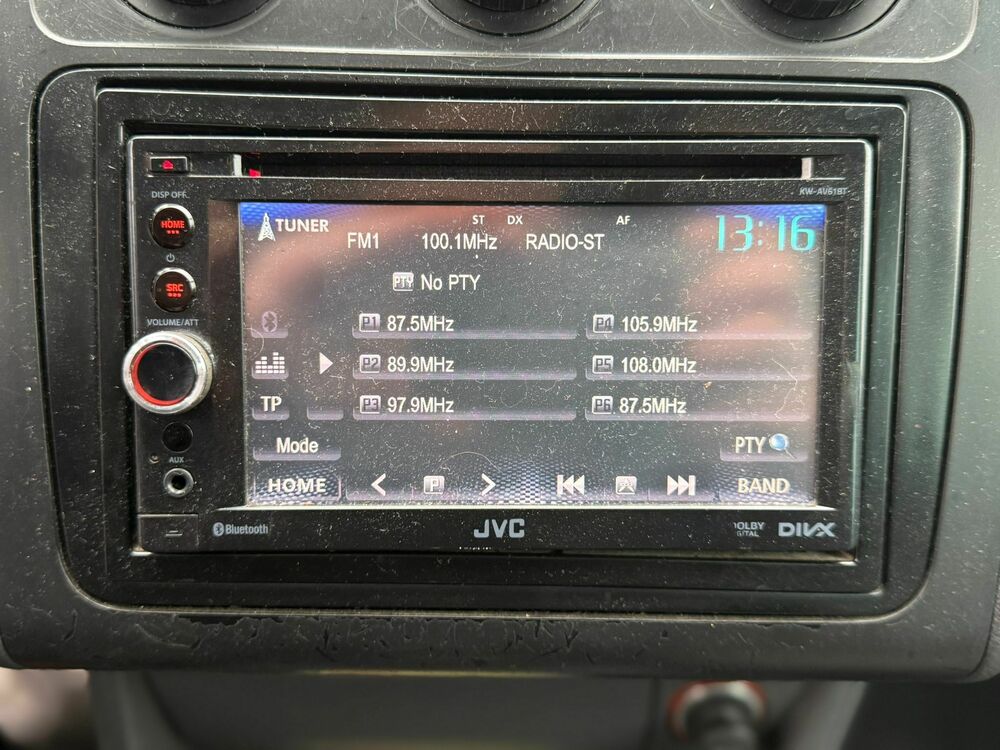 KW-AV61BT
DISP OFF
HOME
SRC
VOLUME/ATT
AUX
TUNER
ST DX AF
FM1 100.1MHz RADIO-ST
13:16
PTY No PTY
P1 87.5MHz P4 105.9MHz
P2 89.9MHz P5 108.0MHz
TP P3 97.9MHz P6 87.5MHz
Mode PTY
HOME P BAND
Bluetooth JVC DOLBY
DIGITAL DIVX